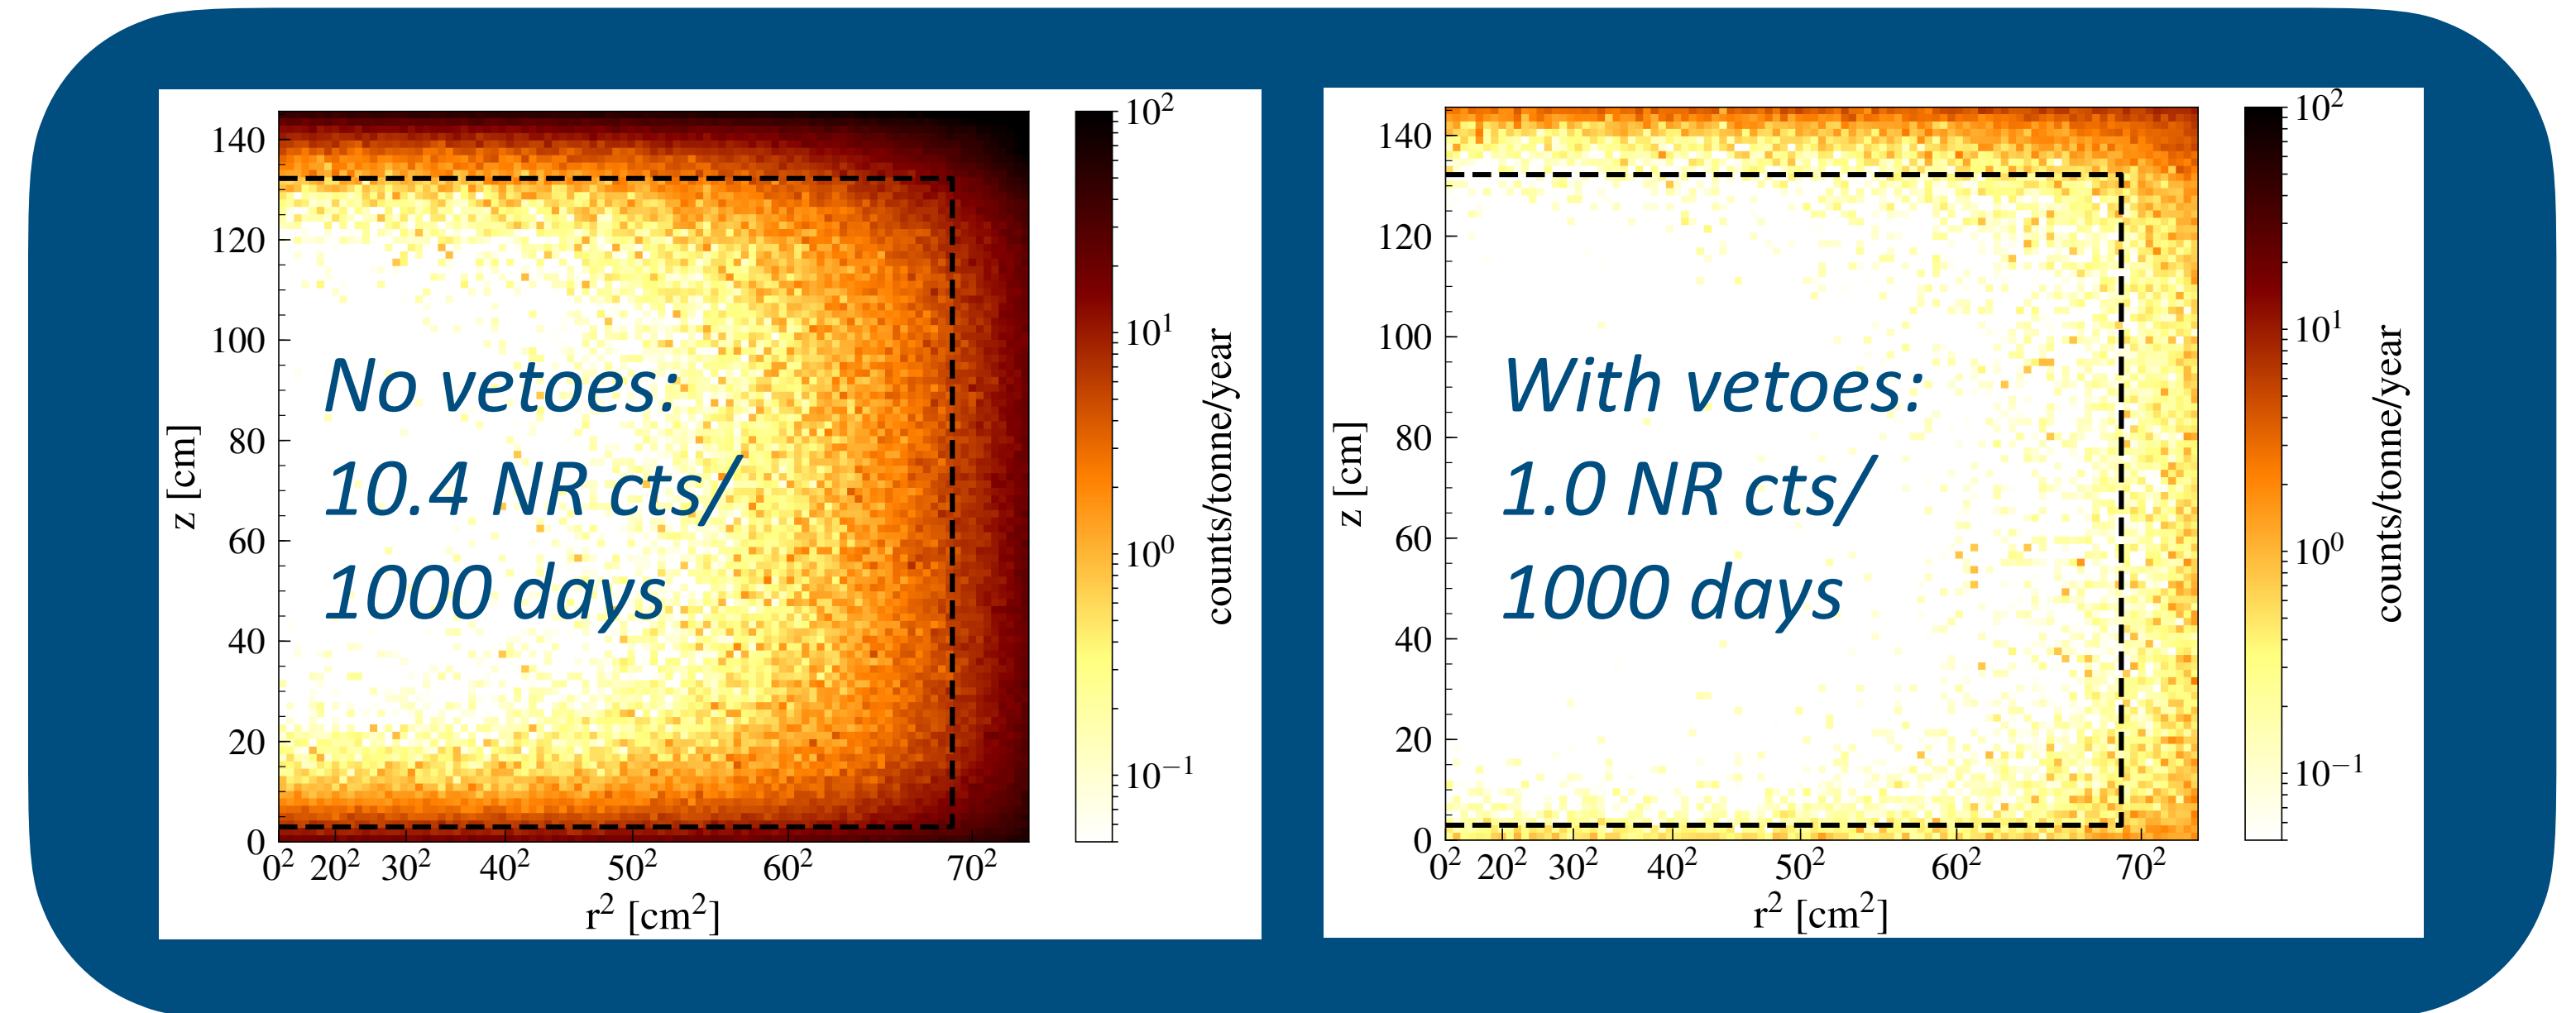 140
120
100
80
60
40
20
0
z [cm]
No vetoes:
10.4 NR cts/
1000 days
0² 20² 30² 40² 50² 60² 70²
r² [cm²]
10²
10¹
10⁰
10⁻¹
counts/tonne/year
140
120
100
80
60
40
20
0
z [cm]
With vetoes:
1.0 NR cts/
1000 days
0² 20² 30² 40² 50² 60² 70²
r² [cm²]
10²
10¹
10⁰
10⁻¹
counts/tonne/year